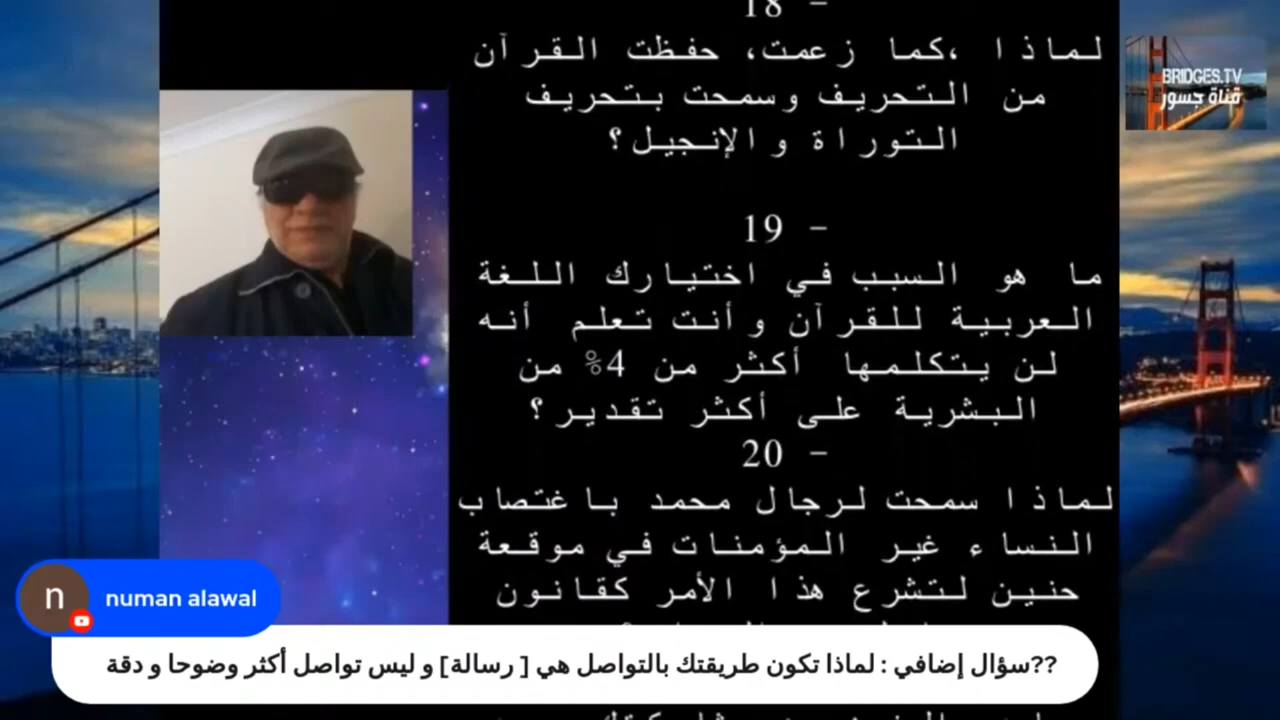 18 -
لماذا ،كما زعمت، حفظت القرآن
من التحريف وسمحت بتحريف
التوراة والإنجيل؟
19 -
ما هو السبب في اختيارك اللغة
العربية للقرآن وأنت تعلم أنه
لن يتكلمها أكثر من 4% من
البشرية على أكثر تقدير؟
20 -
لماذا سمحت لرجال محمد باغتصاب
النساء غير المؤمنات في موقعة
حنين لتشرع هذا الأمر كقانون
BRIDGES.TV
قناة جسور
n
numan alawal
??سؤال إضافي : لماذا تكون طريقتك بالتواصل هي [ رسالة] و ليس تواصل أكثر وضوحا و دقة